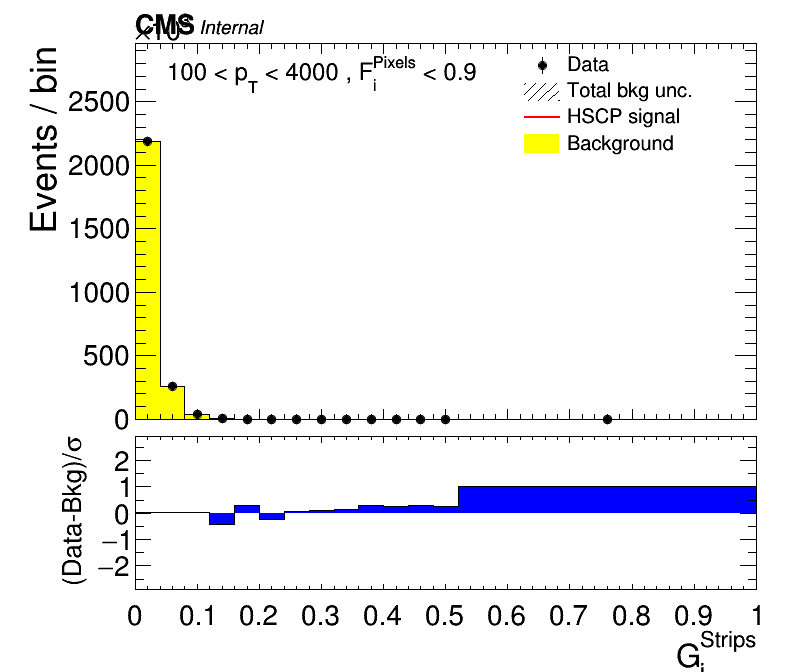 CMS Internal
×10³
100 < p_T < 4000 , F_i^Pixels < 0.9
Data
Total bkg unc.
HSCP signal
Background
Events / bin
2500
2000
1500
1000
500
0
(Data-Bkg)/σ
2
1
0
−1
−2
0 0.1 0.2 0.3 0.4 0.5 0.6 0.7 0.8 0.9 1
G_i^Strips